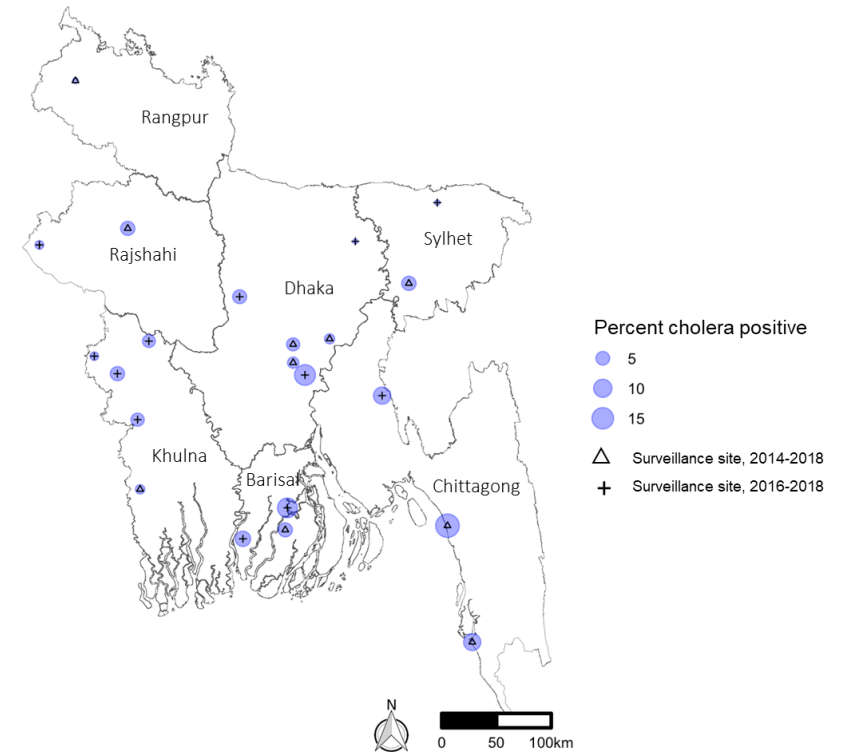 Rangpur
Rajshahi
Sylhet
Dhaka
Khulna
Barisal
Chittagong
Percent cholera positive
5
10
15
Surveillance site, 2014-2018
Surveillance site, 2016-2018
N
0 50 100km